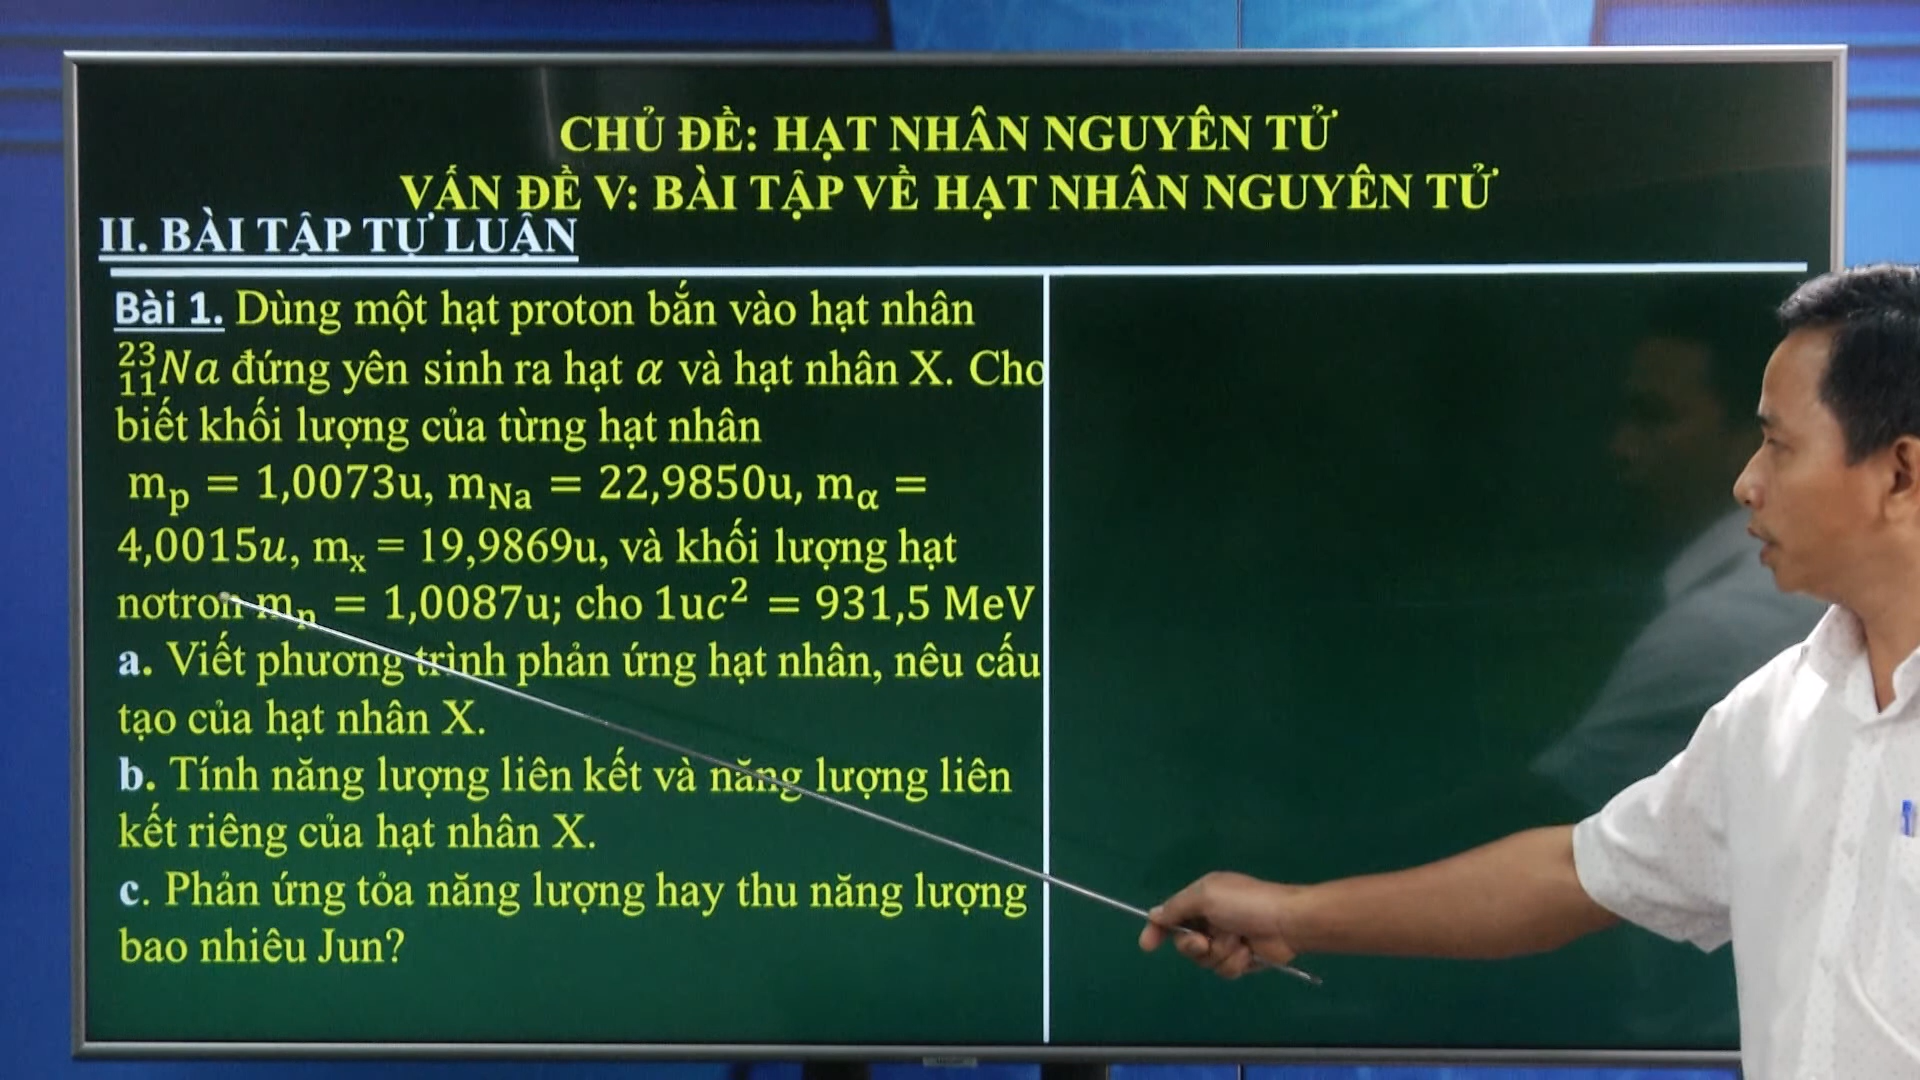 CHỦ ĐỀ: HẠT NHÂN NGUYÊN TỬ
VẤN ĐỀ V: BÀI TẬP VỀ HẠT NHÂN NGUYÊN TỬ
II. BÀI TẬP TỰ LUẬN
Bài 1. Dùng một hạt proton bắn vào hạt nhân
²³₁₁Na đứng yên sinh ra hạt α và hạt nhân X. Cho
biết khối lượng của từng hạt nhân
mₚ = 1,0073u, m_Na = 22,9850u, m_α =
4,0015u, mₓ = 19,9869u, và khối lượng hạt
nơtron mₙ = 1,0087u; cho 1uc² = 931,5 MeV
a. Viết phương trình phản ứng hạt nhân, nêu cấu
tạo của hạt nhân X.
b. Tính năng lượng liên kết và năng lượng liên
kết riêng của hạt nhân X.
c. Phản ứng tỏa năng lượng hay thu năng lượng
bao nhiêu Jun?